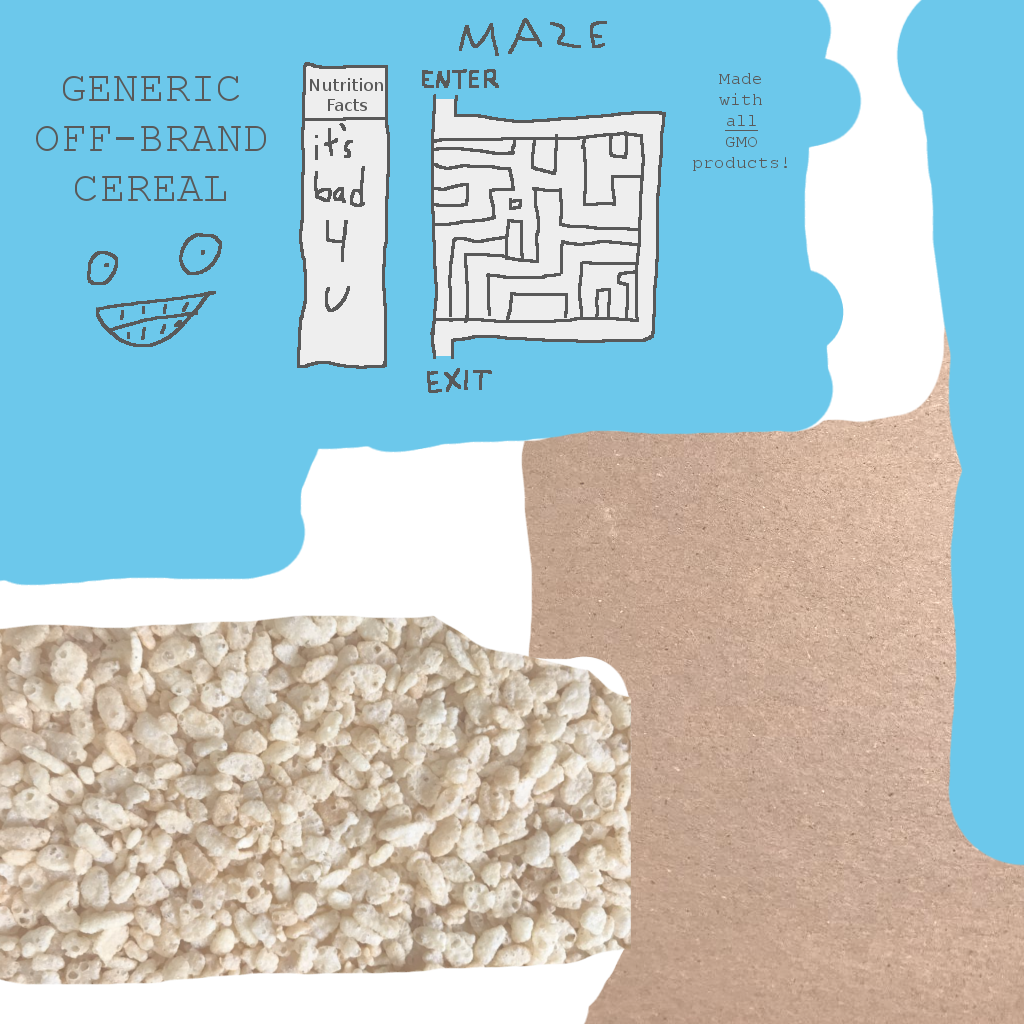 GENERIC
OFF-BRAND
CEREAL
Nutrition
Facts
it's
bad
4
U
MAZE
ENTER
EXIT
Made
with
all
GMO
products!